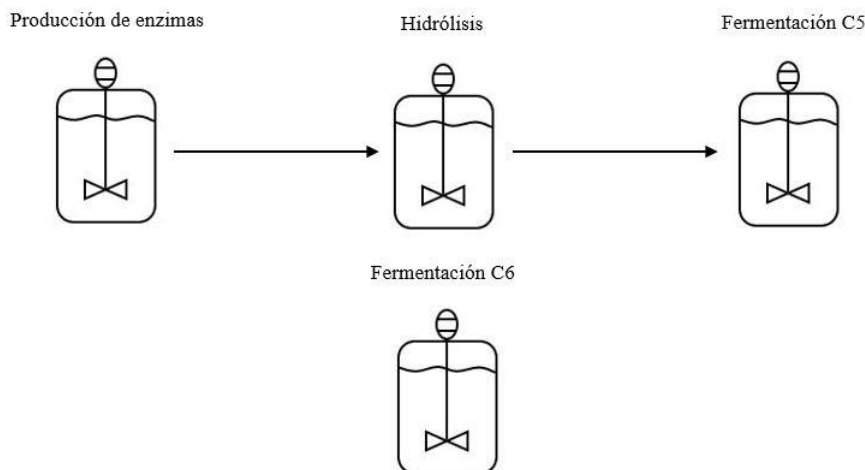 Producción de enzimas
Hidrólisis
Fermentación C5
Fermentación C6